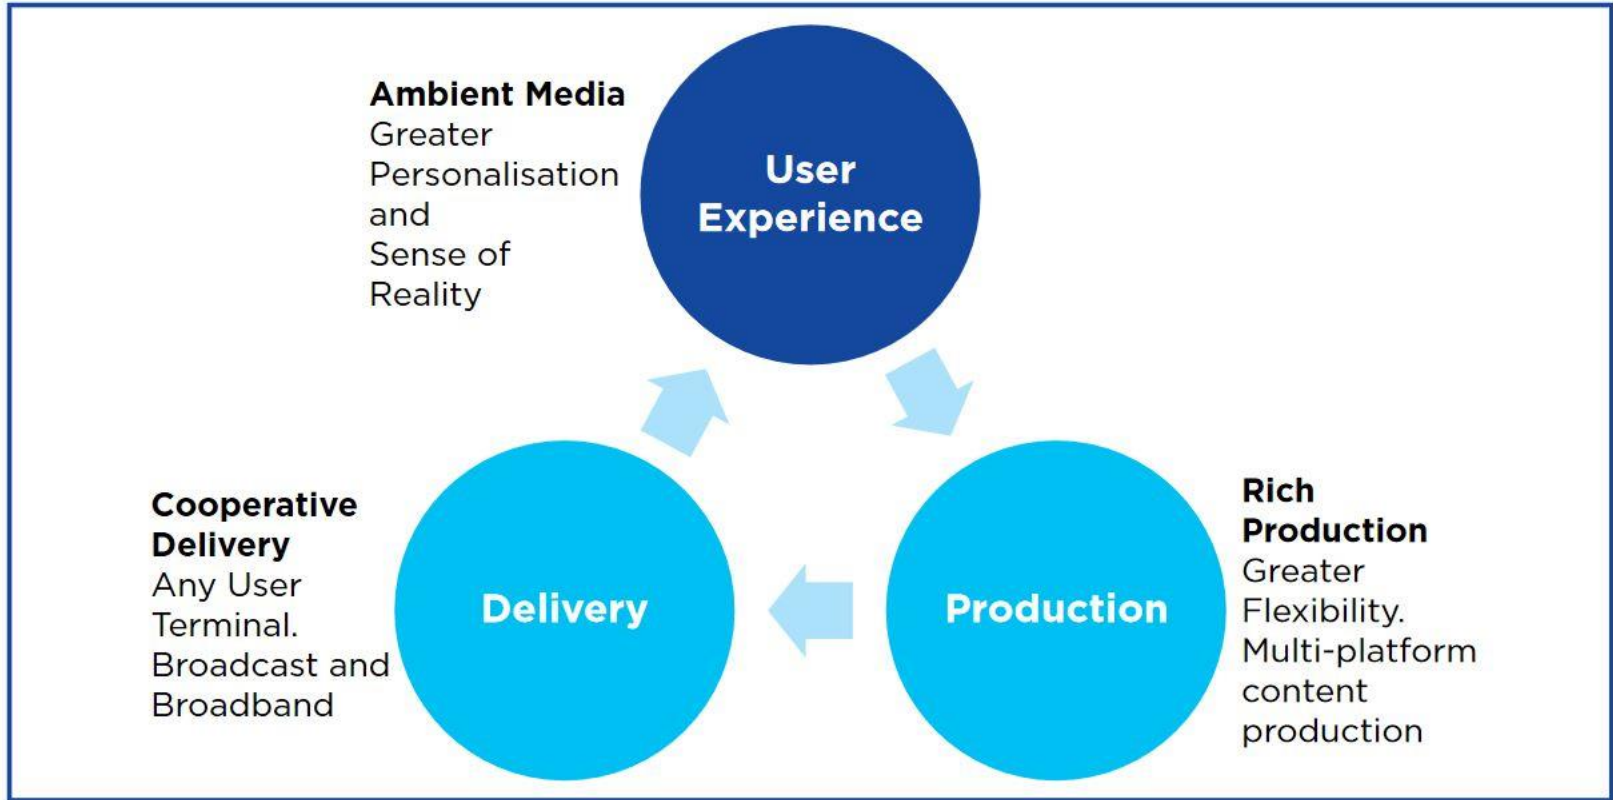 Ambient Media
Greater
Personalisation
and
Sense of
Reality
User
Experience
Cooperative
Delivery
Any User
Terminal.
Broadcast and
Broadband
Delivery
Production
Rich
Production
Greater
Flexibility.
Multi-platform
content
production